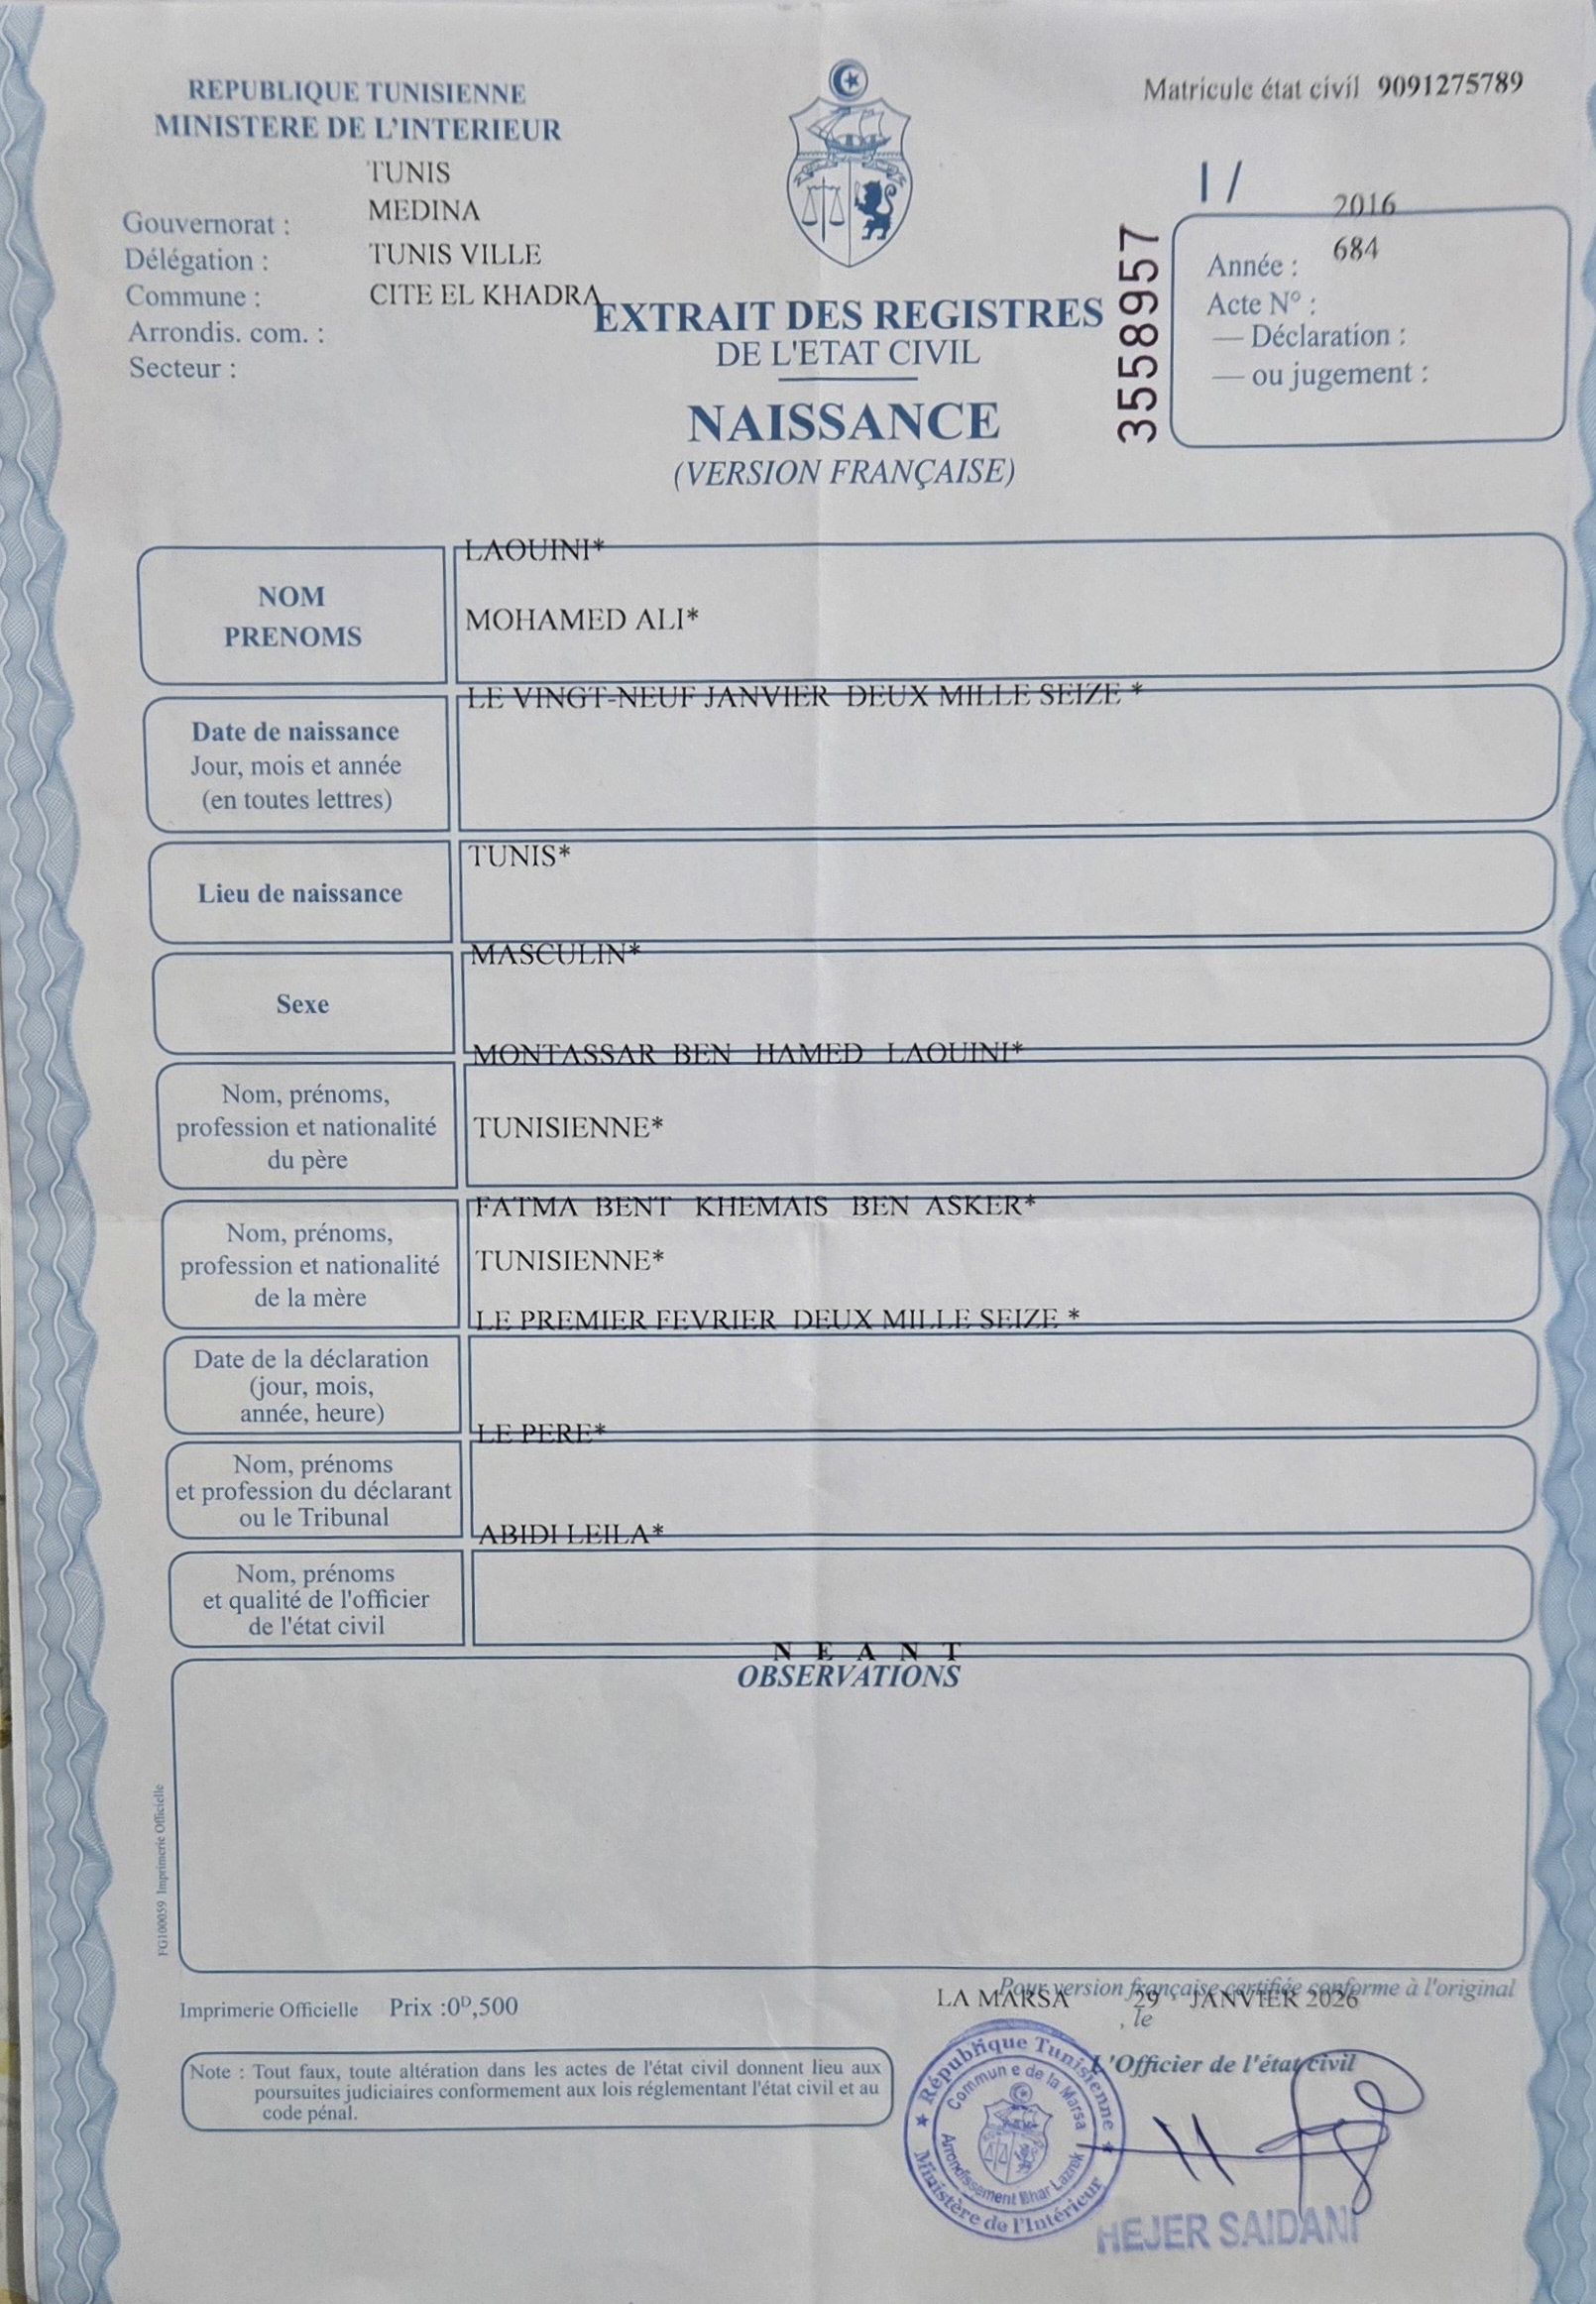 REPUBLIQUE TUNISIENNE
MINISTERE DE L'INTERIEUR
Matricule état civil 9091275789
TUNIS
Gouvernorat : MEDINA
Délégation : TUNIS VILLE
Commune : CITE EL KHADRA
Arrondis. com. :
Secteur :
1/
2016
Année : 684
Acte N° :
— Déclaration :
— ou jugement :
3558957
EXTRAIT DES REGISTRES
DE L'ETAT CIVIL
NAISSANCE
(VERSION FRANÇAISE)
LAOUINI*
NOM
PRENOMS
MOHAMED ALI*
LE VINGT-NEUF JANVIER DEUX MILLE SEIZE *
Date de naissance
Jour, mois et année
(en toutes lettres)
TUNIS*
Lieu de naissance
MASCULIN*
Sexe
MONTASSAR BEN HAMED LAOUINI*
Nom, prénoms,
profession et nationalité
du père
TUNISIENNE*
FATMA BENT KHEMAIS BEN ASKER*
Nom, prénoms,
profession et nationalité
de la mère
TUNISIENNE*
LE PREMIER FEVRIER DEUX MILLE SEIZE *
Date de la déclaration
(jour, mois,
année, heure)
LE PERE*
Nom, prénoms
et profession du déclarant
ou le Tribunal
ABIDI LEILA*
Nom, prénoms
et qualité de l'officier
de l'état civil
N E A N T
OBSERVATIONS
FG100059 Imprimerie Officielle
Imprimerie Officielle Prix :0D,500
Pour version française certifiée conforme à l'original
LA MARSA 29 JANVIER 2026
, le
L'Officier de l'état civil
Note : Tout faux, toute altération dans les actes de l'état civil donnent lieu aux
poursuites judiciaires conformement aux lois réglementant l'état civil et au
code pénal.
République Tunisienne
Commune de la Marsa
Arrondissement Bhar Lazrek
Ministère de l'Intérieur
HEJER SAIDANI